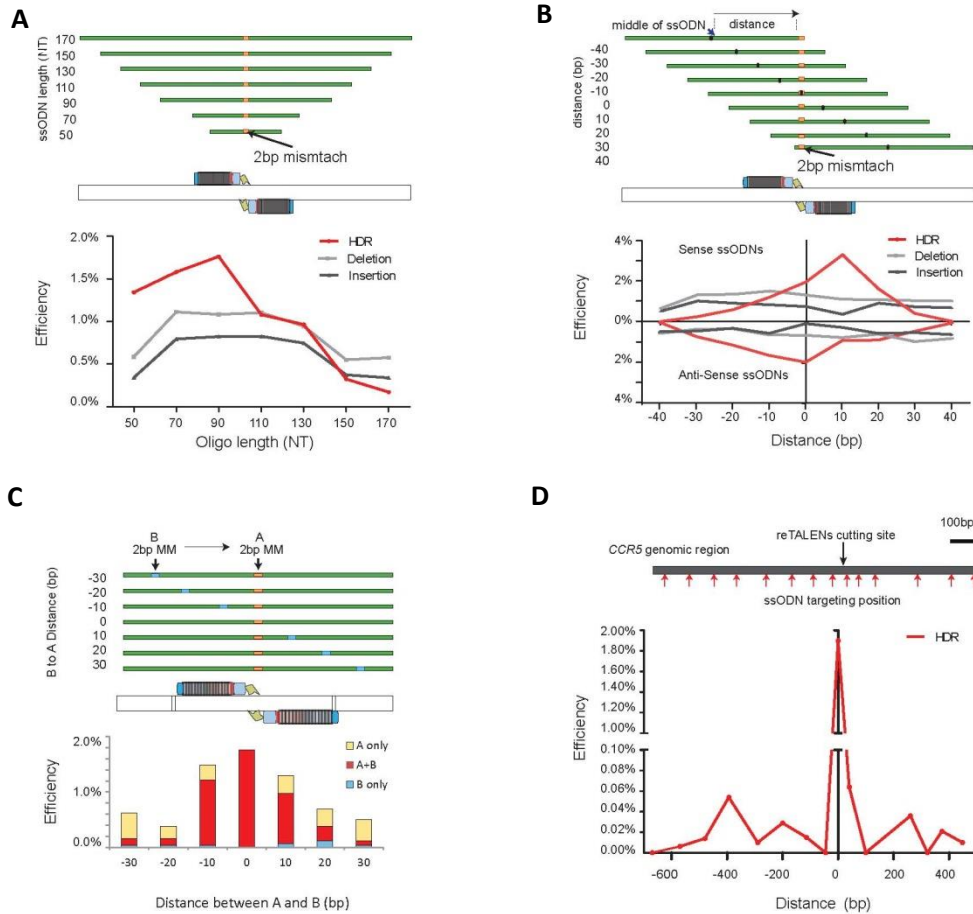 A
ssODN length (NT)
170
150
130
110
90
70
50
2bp mismtach
2.0%
1.5%
1.0%
0.5%
0.0%
Efficiency
HDR
Deletion
Insertion
50 70 90 110 130 150 170
Oligo length (NT)
B
middle of ssODN
distance
distance (bp)
-40
-30
-20
-10
0
10
20
30
40
2bp mismtach
4%
2%
0%
2%
4%
Efficiency
Sense ssODNs
Anti-Sense ssODNs
HDR
Deletion
Insertion
-40 -30 -20 -10 0 10 20 30 40
Distance (bp)
C
B A
2bp MM 2bp MM
B to A Distance (bp)
-30
-20
-10
0
10
20
30
2.0%
1.0%
0.0%
Efficiency
A only
A+B
B only
-30 -20 -10 0 10 20 30
Distance between A and B (bp)
D
100bp
reTALENs cutting site
CCR5 genomic region
ssODN targeting position
2.00%
1.80%
1.60%
1.40%
1.20%
1.00%
0.10%
0.08%
0.06%
0.04%
0.02%
0.00%
Efficiency
HDR
-600 -400 -200 0 200 400
Distance (bp)